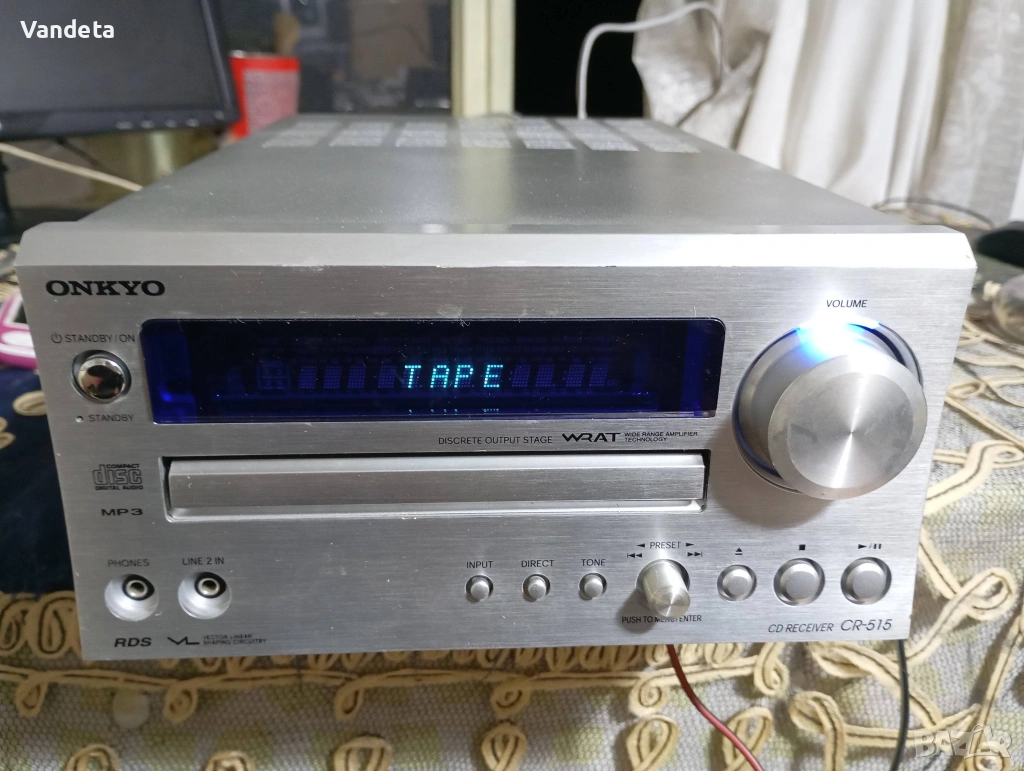 Vandeta
ONKYO
VOLUME
STANDBY/ON
TAPE
STANDBY
DISCRETE OUTPUT STAGE WRAT WIDE RANGE AMPLIFIER
TECHNOLOGY
COMPACT
disc
DIGITAL AUDIO
MP3
PHONES
LINE 2 IN
INPUT
DIRECT
TONE
PRESET
PUSH TO MENU/ENTER
RDS
VL VECTOR LINEAR
SHAPING CIRCUITRY
CD RECEIVER CR-515
BAZAR